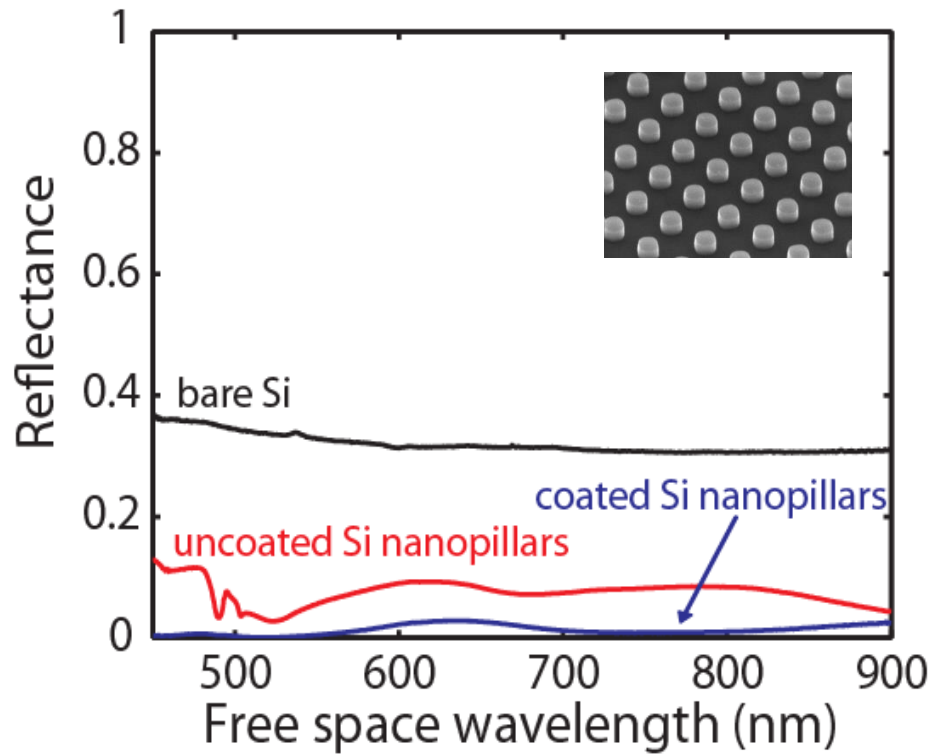 1
0.8
0.6
0.4
0.2
0
Reflectance
bare Si
coated Si nanopillars
uncoated Si nanopillars
500 600 700 800 900
Free space wavelength (nm)